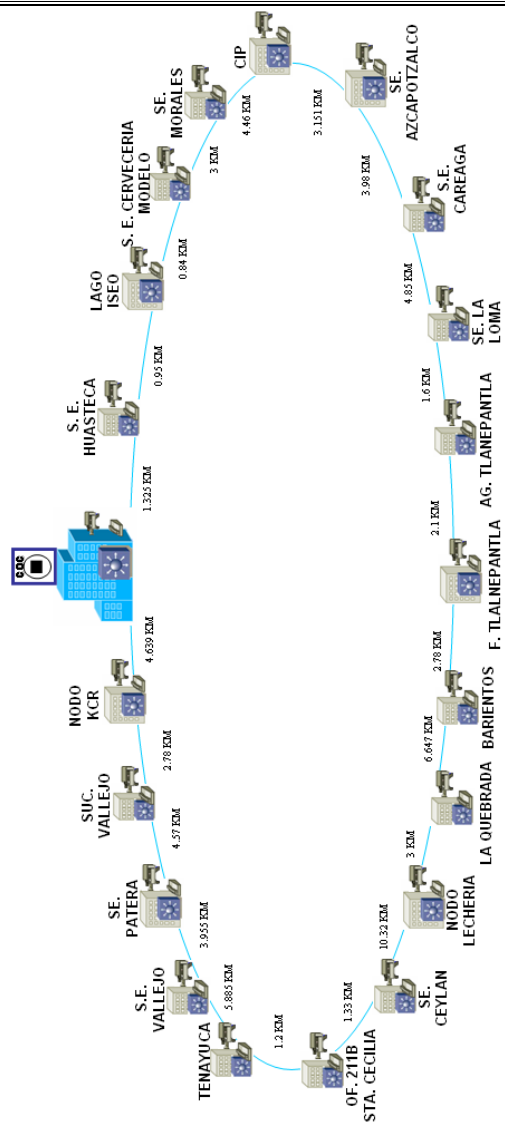 COC
1.325 KM
S. E.
HUASTECA
0.95 KM
LAGO
ISEO
0.84 KM
S. E. CERVECERIA
MODELO
3 KM
SE.
MORALES
4.46 KM
CIP
3.151 KM
SE.
AZCAPOTZALCO
3.98 KM
S.E.
CAREAGA
4.85 KM
SE. LA
LOMA
1.6 KM
AG. TLANEPANTLA
2.1 KM
F. TLALNEPANTLA
2.78 KM
BARIENTOS
6.647 KM
LA QUEBRADA
3 KM
NODO
LECHERIA
10.32 KM
SE.
CEYLAN
1.33 KM
OF. 211B
STA. CECILIA
1.2 KM
TENAYUCA
5.885 KM
S.E.
VALLEJO
3.955 KM
SE.
PATERA
4.57 KM
SUC.
VALLEJO
2.78 KM
NODO
KCR
4.639 KM